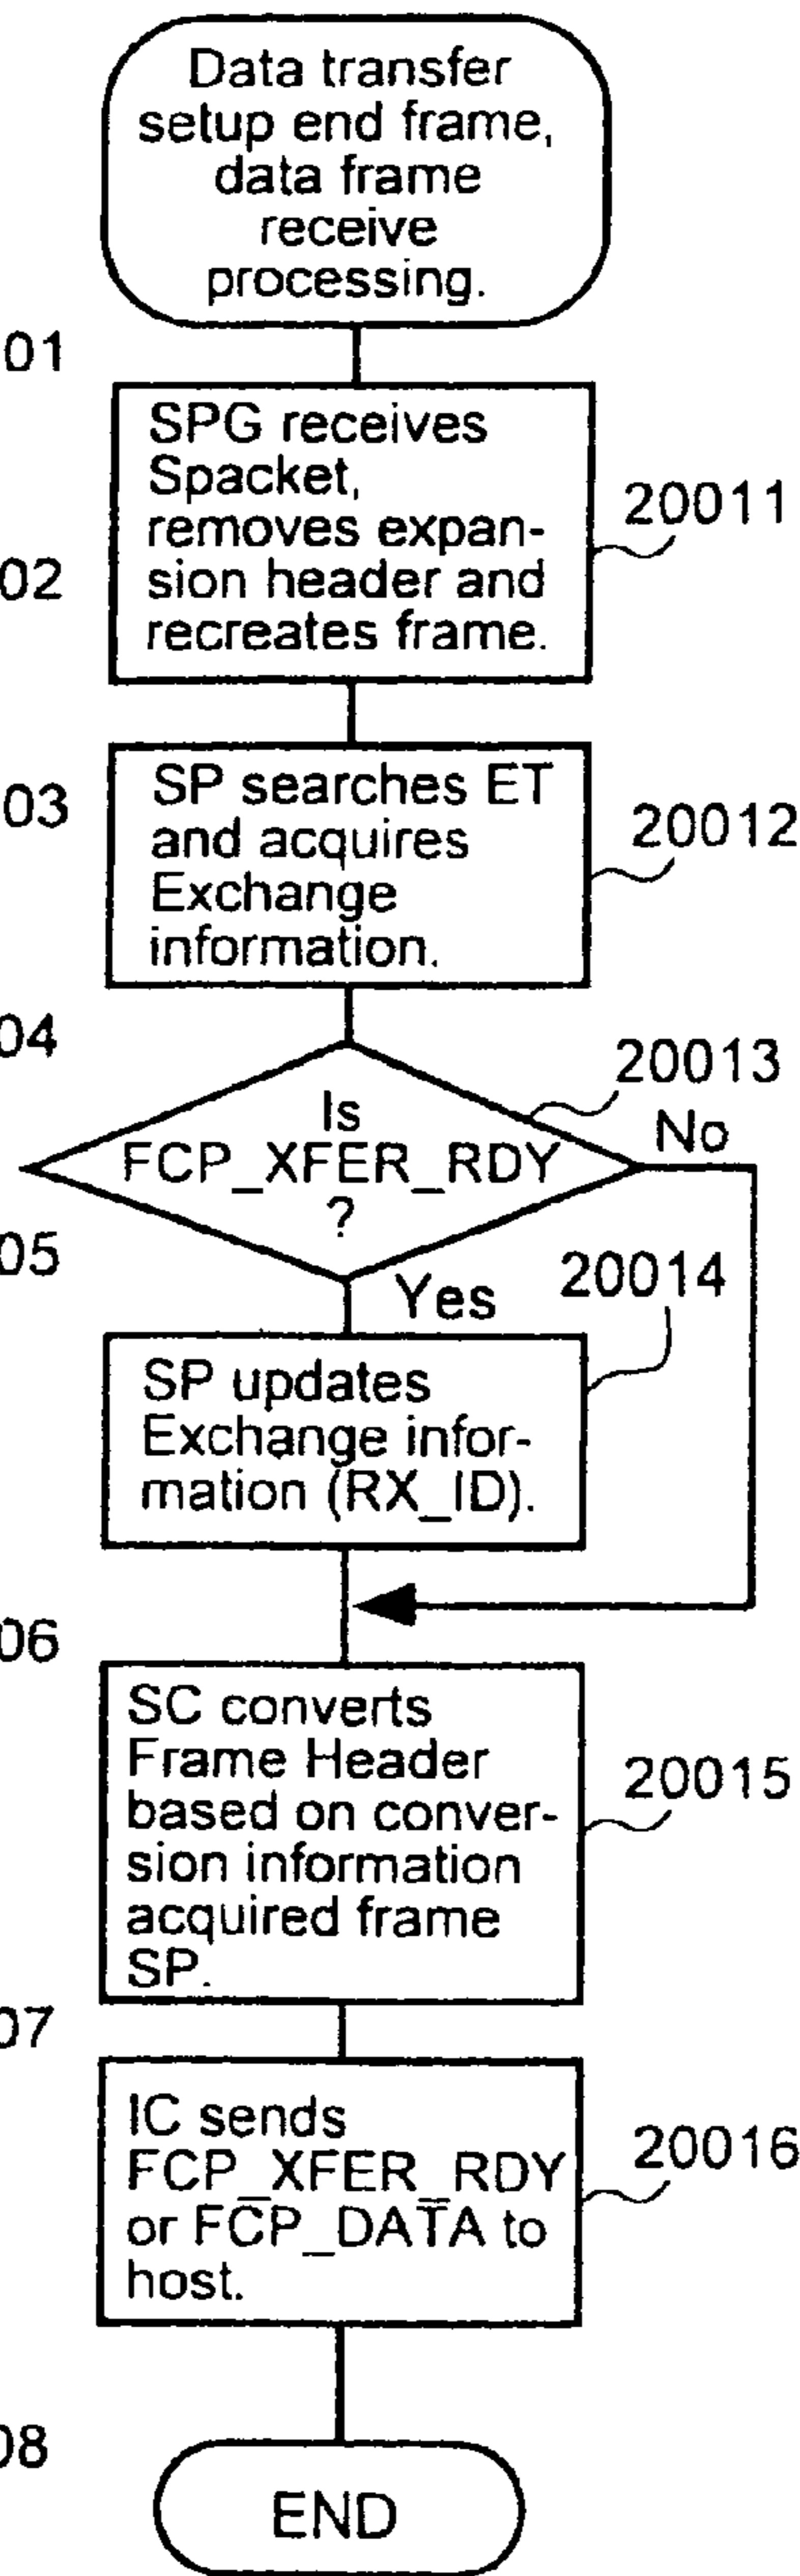 Data transfer
setup end frame,
data frame
receive
processing.
01
SPG receives
Spacket,
removes expan-
sion header and
recreates frame.
20011
02
SP searches ET
and acquires
Exchange
information.
20012
03
04
Is
FCP_XFER_RDY
?
20013
No
Yes
05
SP updates
Exchange infor-
mation (RX_ID).
20014
06
SC converts
Frame Header
based on conver-
sion information
acquired frame
SP.
20015
07
IC sends
FCP_XFER_RDY
or FCP_DATA to
host.
20016
08
END